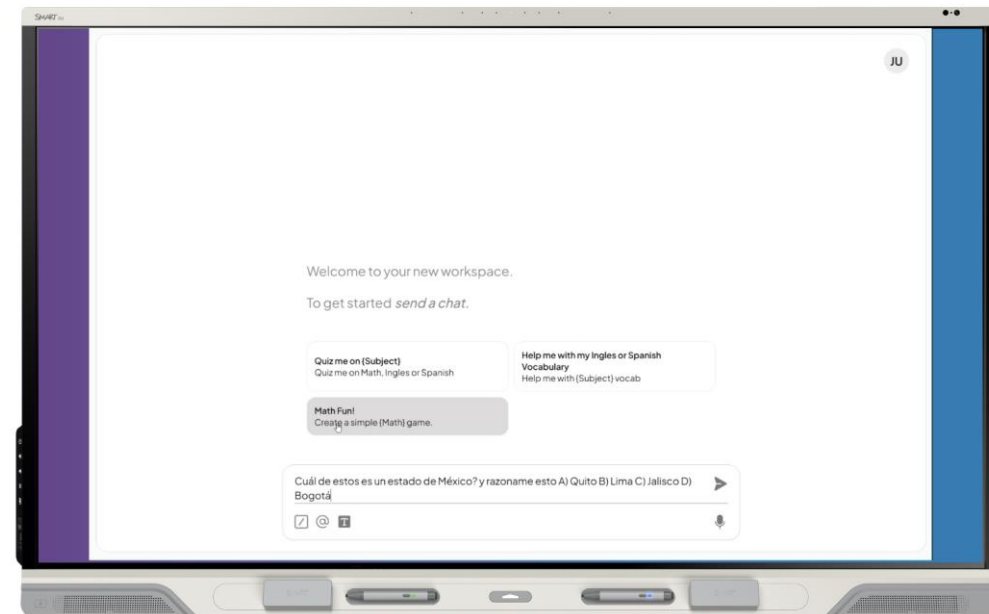 SMART
JU
Welcome to your new workspace.
To get started send a chat.
Quiz me on {Subject}
Quiz me on Math, Ingles or Spanish
Help me with my Ingles or Spanish
Vocabulary
Help me with {Subject} vocab
Math Fun!
Create a simple {Math} game.
Cuál de estos es un estado de México? y razoname esto A) Quito B) Lima C) Jalisco D)
Bogotá